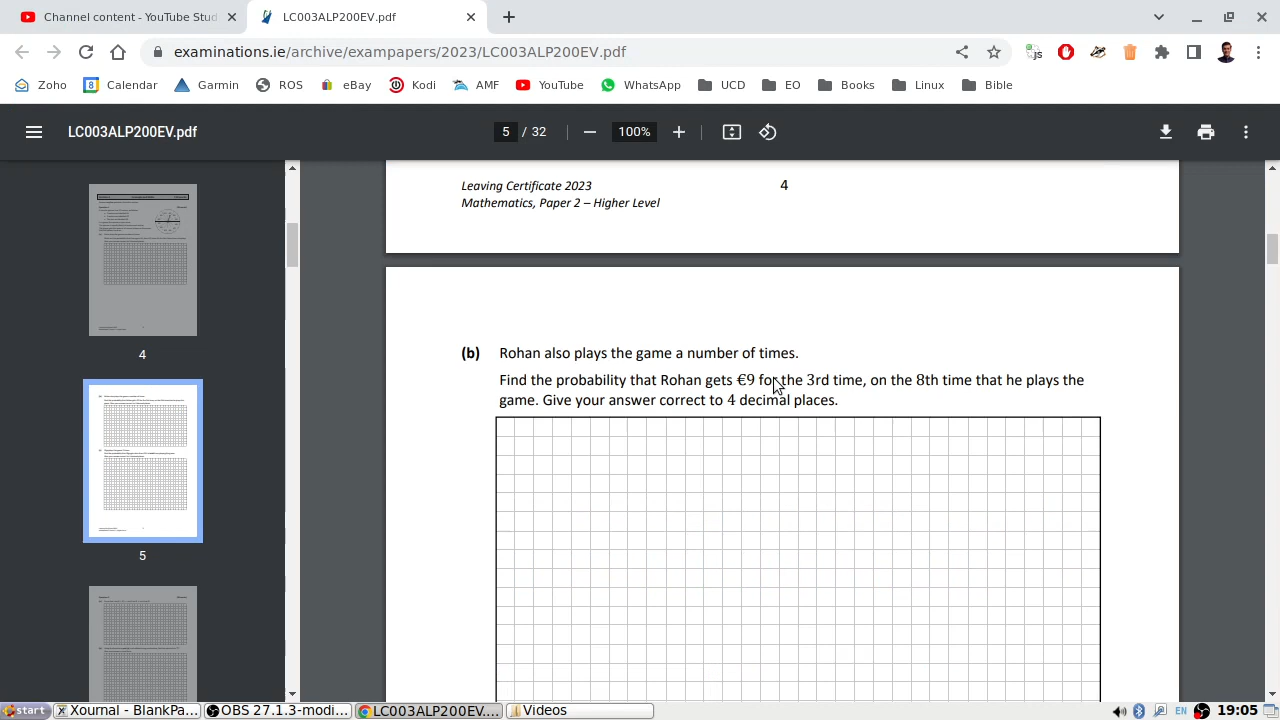 Content content - YouTube Stud
LC003ALP200EV.pdf
examinations.ie/archive/exampapers/2023/LC003ALP200EV.pdf
Zoho Calendar Garmin ROS eBay Kodi AMF YouTube WhatsApp UCD EO Books Linux Bible
LC003ALP200EV.pdf
5 / 32
100%
4
5
Leaving Certificate 2023 4
Mathematics, Paper 2 – Higher Level
(b) Rohan also plays the game a number of times.
Find the probability that Rohan gets €9 for the 3rd time, on the 8th time that he plays the
game. Give your answer correct to 4 decimal places.
start Xournal - BlankPa... OBS 27.1.3-modi... LC003ALP200EV.... Videos EN 19:05